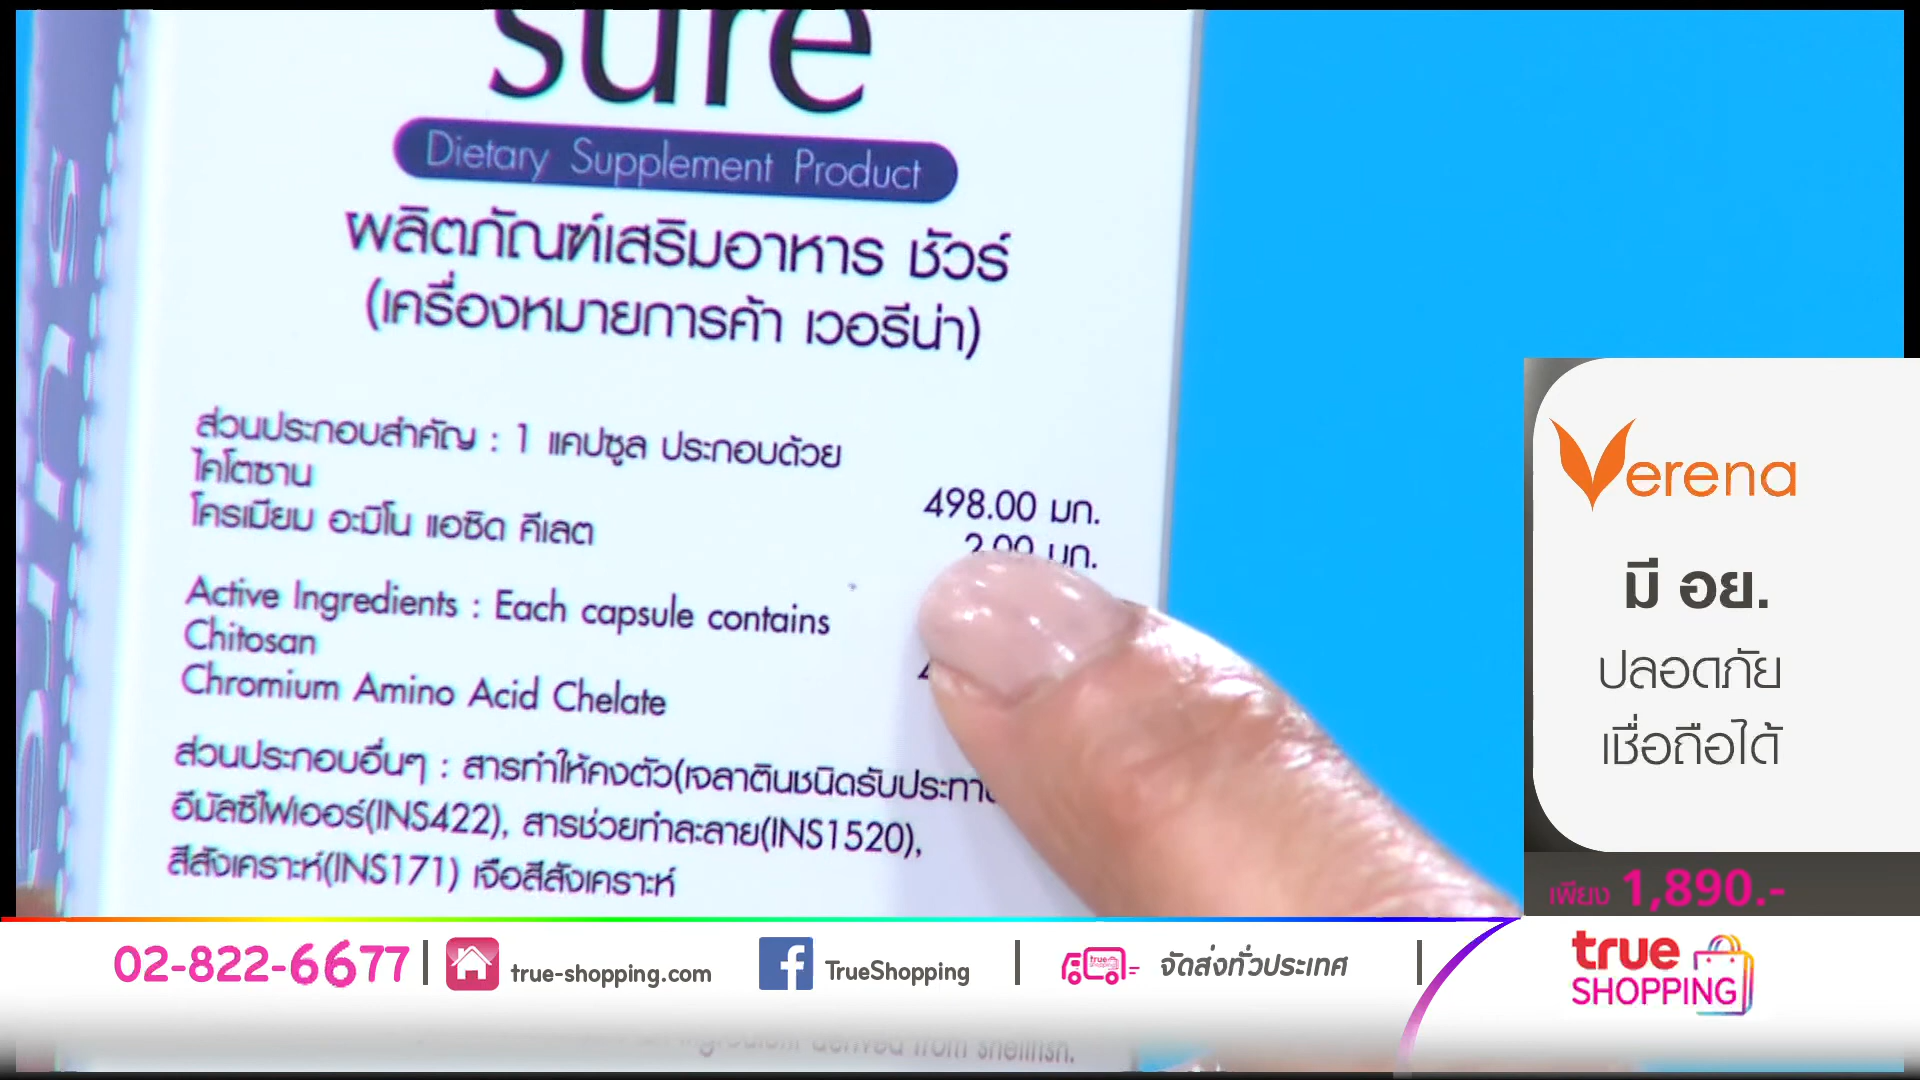 sure
Dietary Supplement Product
ผลิตภัณฑ์เสริมอาหาร ชัวร์
(เครื่องหมายการค้า เวอรีน่า)
ส่วนประกอบสำคัญ : 1 แคปซูล ประกอบด้วย
ไคโตซาน 498.00 มก.
โครเมียม อะมิโน แอซิด คีเลต 2.00 มก.
Active Ingredients : Each capsule contains
Chitosan
Chromium Amino Acid Chelate
ส่วนประกอบอื่นๆ : สารทำให้คงตัว(เจลาตินชนิดรับประทา
อีมัลซิไฟเออร์(INS422), สารช่วยทำละลาย(INS1520),
สีสังเคราะห์(INS171) เจือสีสังเคราะห์
derived from shellfish.
Verena
มี อย.
ปลอดภัย
เชื่อถือได้
เพียง 1,890.-
02-822-6677 | true-shopping.com TrueShopping | จัดส่งทั่วประเทศ |
true
SHOPPING